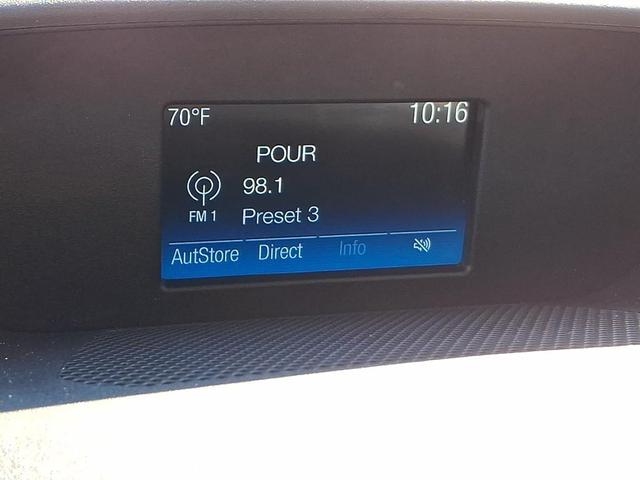 70°F 10:16
POUR
98.1
FM 1 Preset 3
AutStore Direct Info